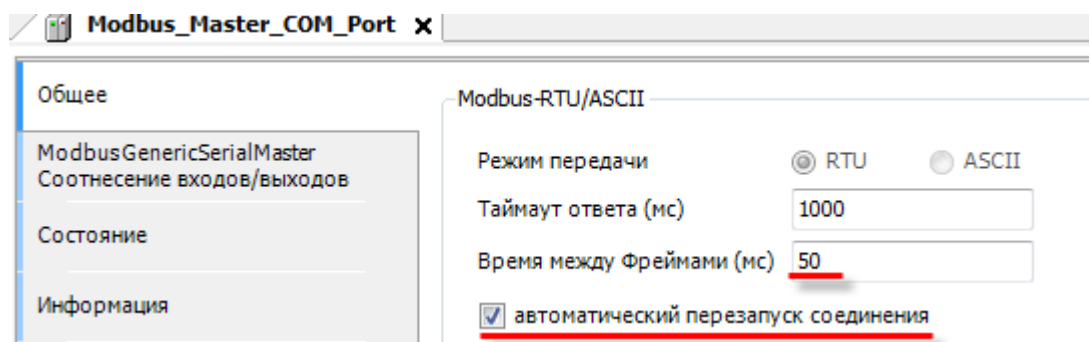 Modbus_Master_COM_Port x
Общее
Modbus-RTU/ASCII
ModbusGenericSerialMaster
Соотнесение входов/выходов
Режим передачи RTU ASCII
Таймаут ответа (мс) 1000
Состояние
Время между Фреймами (мс) 50
Информация
автоматический перезапуск соединения